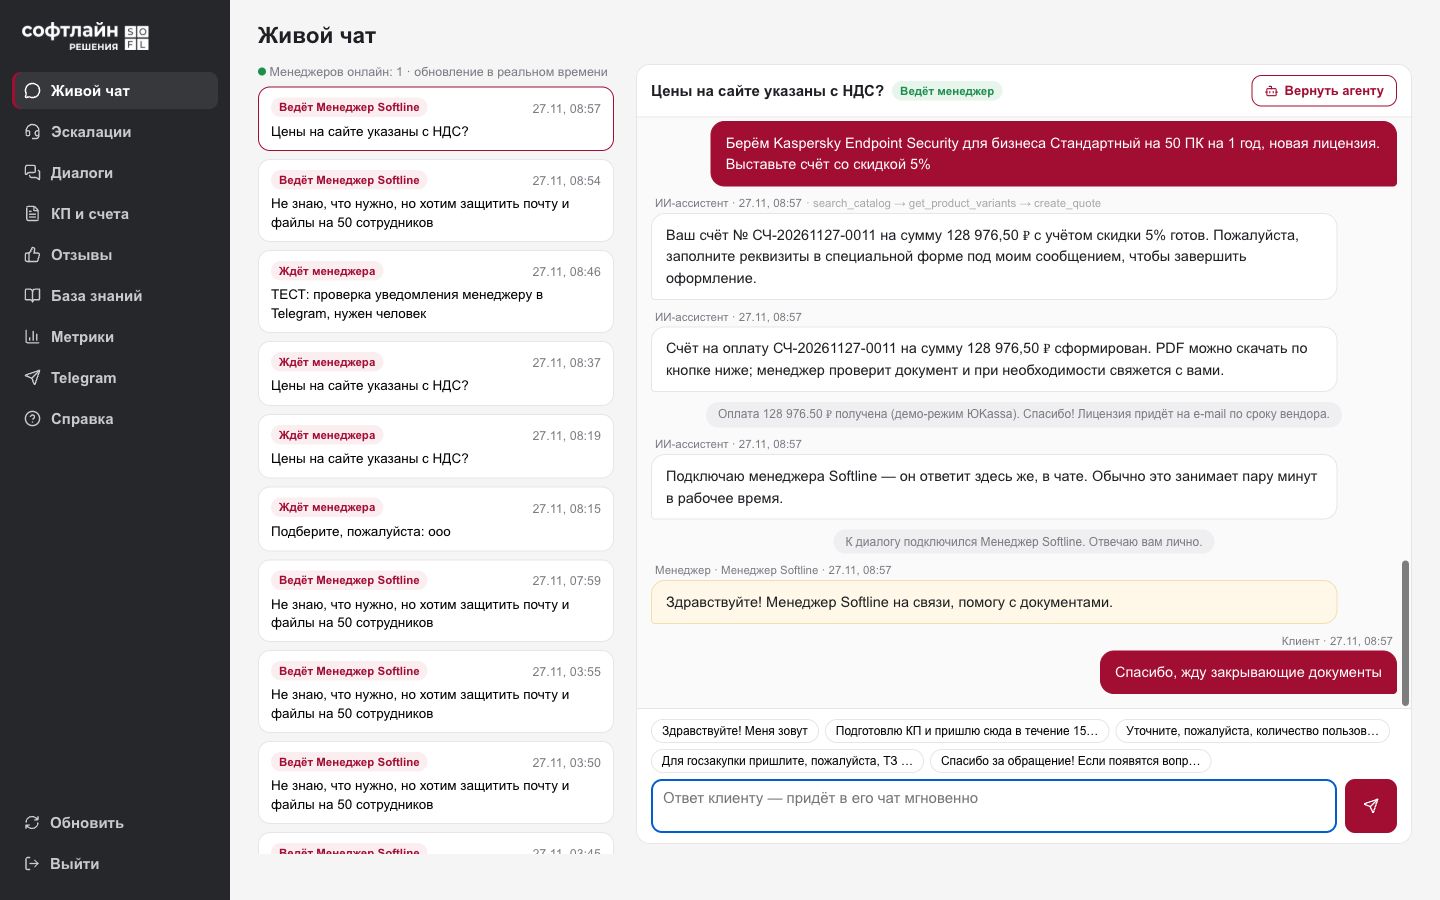 софтлайн
РЕШЕНИЯ
SO
FL
Живой чат
Эскалации
Диалоги
КП и счета
Отзывы
База знаний
Метрики
Telegram
Справка
Обновить
Выйти
Живой чат
Менеджеров онлайн: 1 · обновление в реальном времени
Ведёт Менеджер Softline 27.11, 08:57
Цены на сайте указаны с НДС?
Ведёт Менеджер Softline 27.11, 08:54
Не знаю, что нужно, но хотим защитить почту и
файлы на 50 сотрудников
Ждёт менеджера 27.11, 08:46
ТЕСТ: проверка уведомления менеджеру в
Telegram, нужен человек
Ждёт менеджера 27.11, 08:37
Цены на сайте указаны с НДС?
Ждёт менеджера 27.11, 08:19
Цены на сайте указаны с НДС?
Ждёт менеджера 27.11, 08:15
Подберите, пожалуйста: ооо
Ведёт Менеджер Softline 27.11, 07:59
Не знаю, что нужно, но хотим защитить почту и
файлы на 50 сотрудников
Ведёт Менеджер Softline 27.11, 03:55
Не знаю, что нужно, но хотим защитить почту и
файлы на 50 сотрудников
Ведёт Менеджер Softline 27.11, 03:50
Не знаю, что нужно, но хотим защитить почту и
файлы на 50 сотрудников
Ведёт Менеджер Softline 27.11, 03:45
Цены на сайте указаны с НДС? Ведёт менеджер Вернуть агенту
Берём Kaspersky Endpoint Security для бизнеса Стандартный на 50 ПК на 1 год, новая лицензия.
Выставьте счёт со скидкой 5%
ИИ-ассистент · 27.11, 08:57 · search_catalog → get_product_variants → create_quote
Ваш счёт № СЧ-20261127-0011 на сумму 128 976,50 ₽ с учётом скидки 5% готов. Пожалуйста,
заполните реквизиты в специальной форме под моим сообщением, чтобы завершить
оформление.
ИИ-ассистент · 27.11, 08:57
Счёт на оплату СЧ-20261127-0011 на сумму 128 976,50 ₽ сформирован. PDF можно скачать по
кнопке ниже; менеджер проверит документ и при необходимости свяжется с вами.
Оплата 128 976.50 ₽ получена (демо-режим ЮKassa). Спасибо! Лицензия придёт на e-mail по сроку вендора.
ИИ-ассистент · 27.11, 08:57
Подключаю менеджера Softline — он ответит здесь же, в чате. Обычно это занимает пару минут
в рабочее время.
К диалогу подключился Менеджер Softline. Отвечаю вам лично.
Менеджер · Менеджер Softline · 27.11, 08:57
Здравствуйте! Менеджер Softline на связи, помогу с документами.
Клиент · 27.11, 08:57
Спасибо, жду закрывающие документы
Здравствуйте! Меня зовут Подготовлю КП и пришлю сюда в течение 15… Уточните, пожалуйста, количество пользов…
Для госзакупки пришлите, пожалуйста, ТЗ … Спасибо за обращение! Если появятся вопр…
Ответ клиенту — придёт в его чат мгновенно